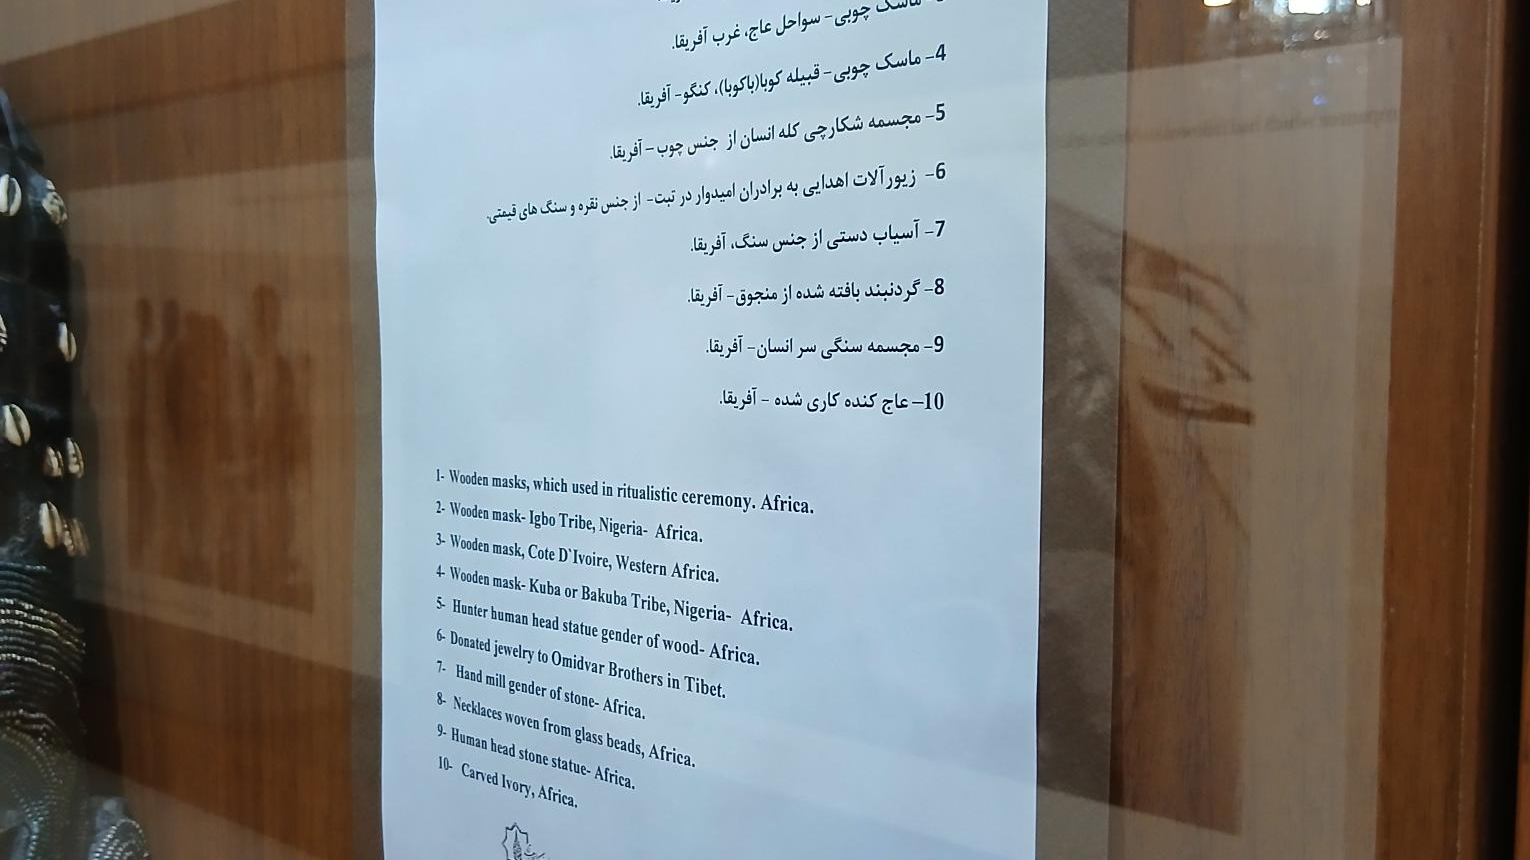 ماسک چوبی- سواحل عاج، غرب آفریقا.
4- ماسک چوبی- قبیله کوبا(باکوبا)، کنگو- آفریقا.
5- مجسمه شکارچی کله انسان از جنس چوب- آفریقا.
6- زیورآلات اهدایی به برادران امیدوار در تبت- از جنس نقره و سنگ های قیمتی.
7- آسیاب دستی از جنس سنگ، آفریقا.
8- گردنبند بافته شده از منجوق- آفریقا.
9- مجسمه سنگی سر انسان- آفریقا.
10- عاج کنده کاری شده - آفریقا.
1- Wooden masks, which used in ritualistic ceremony. Africa.
2- Wooden mask- Igbo Tribe, Nigeria- Africa.
3- Wooden mask, Cote D`Ivoire, Western Africa.
4- Wooden mask- Kuba or Bakuba Tribe, Nigeria- Africa.
5- Hunter human head statue gender of wood- Africa.
6- Donated jewelry to Omidvar Brothers in Tibet.
7- Hand mill gender of stone- Africa.
8- Necklaces woven from glass beads, Africa.
9- Human head stone statue- Africa.
10- Carved Ivory, Africa.